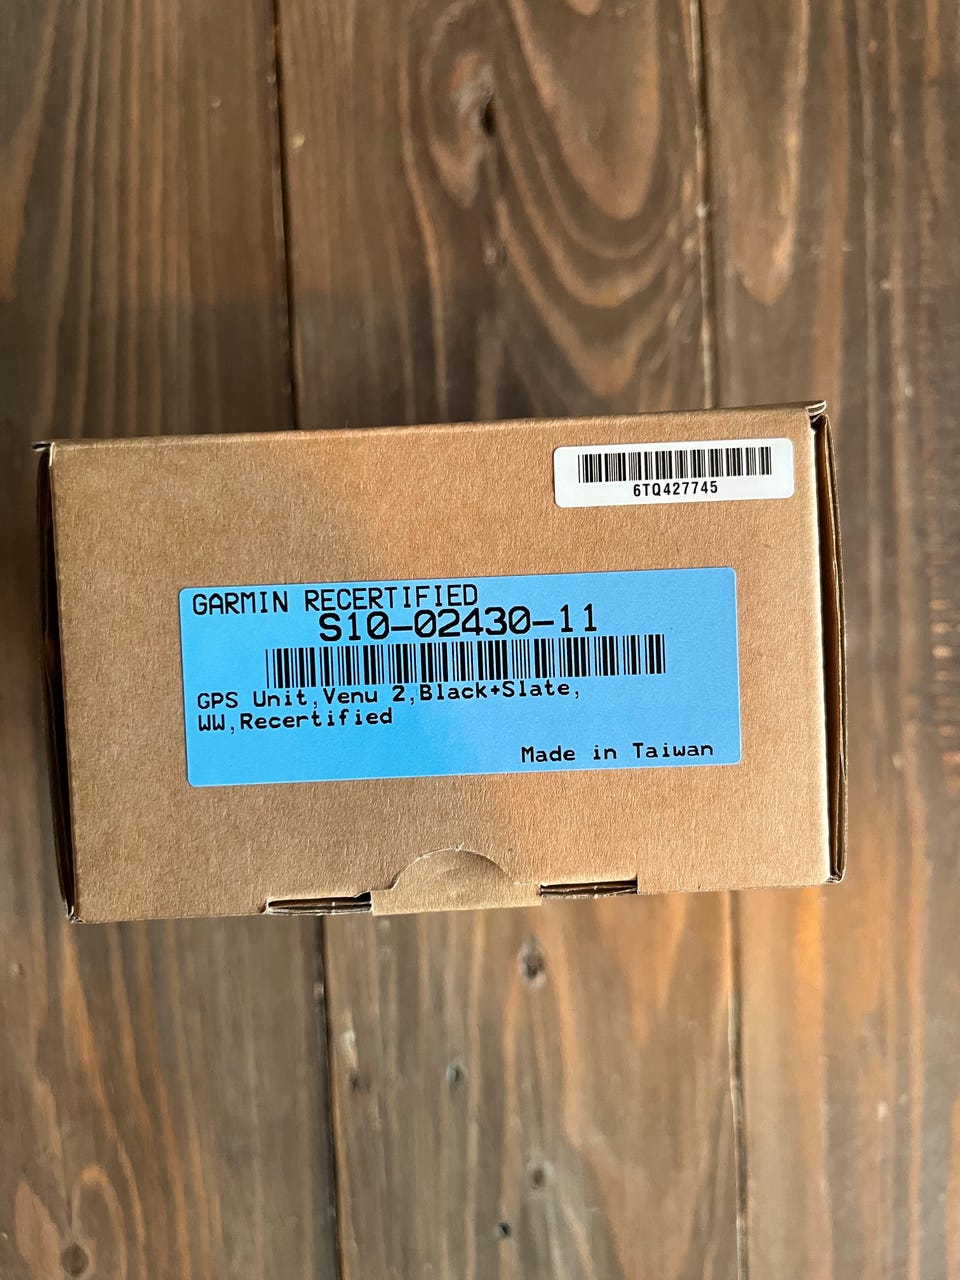 6TQ427745
GARMIN RECERTIFIED
S10-02430-11
GPS Unit,Venu 2,Black+Slate,
WW,Recertified
Made in Taiwan